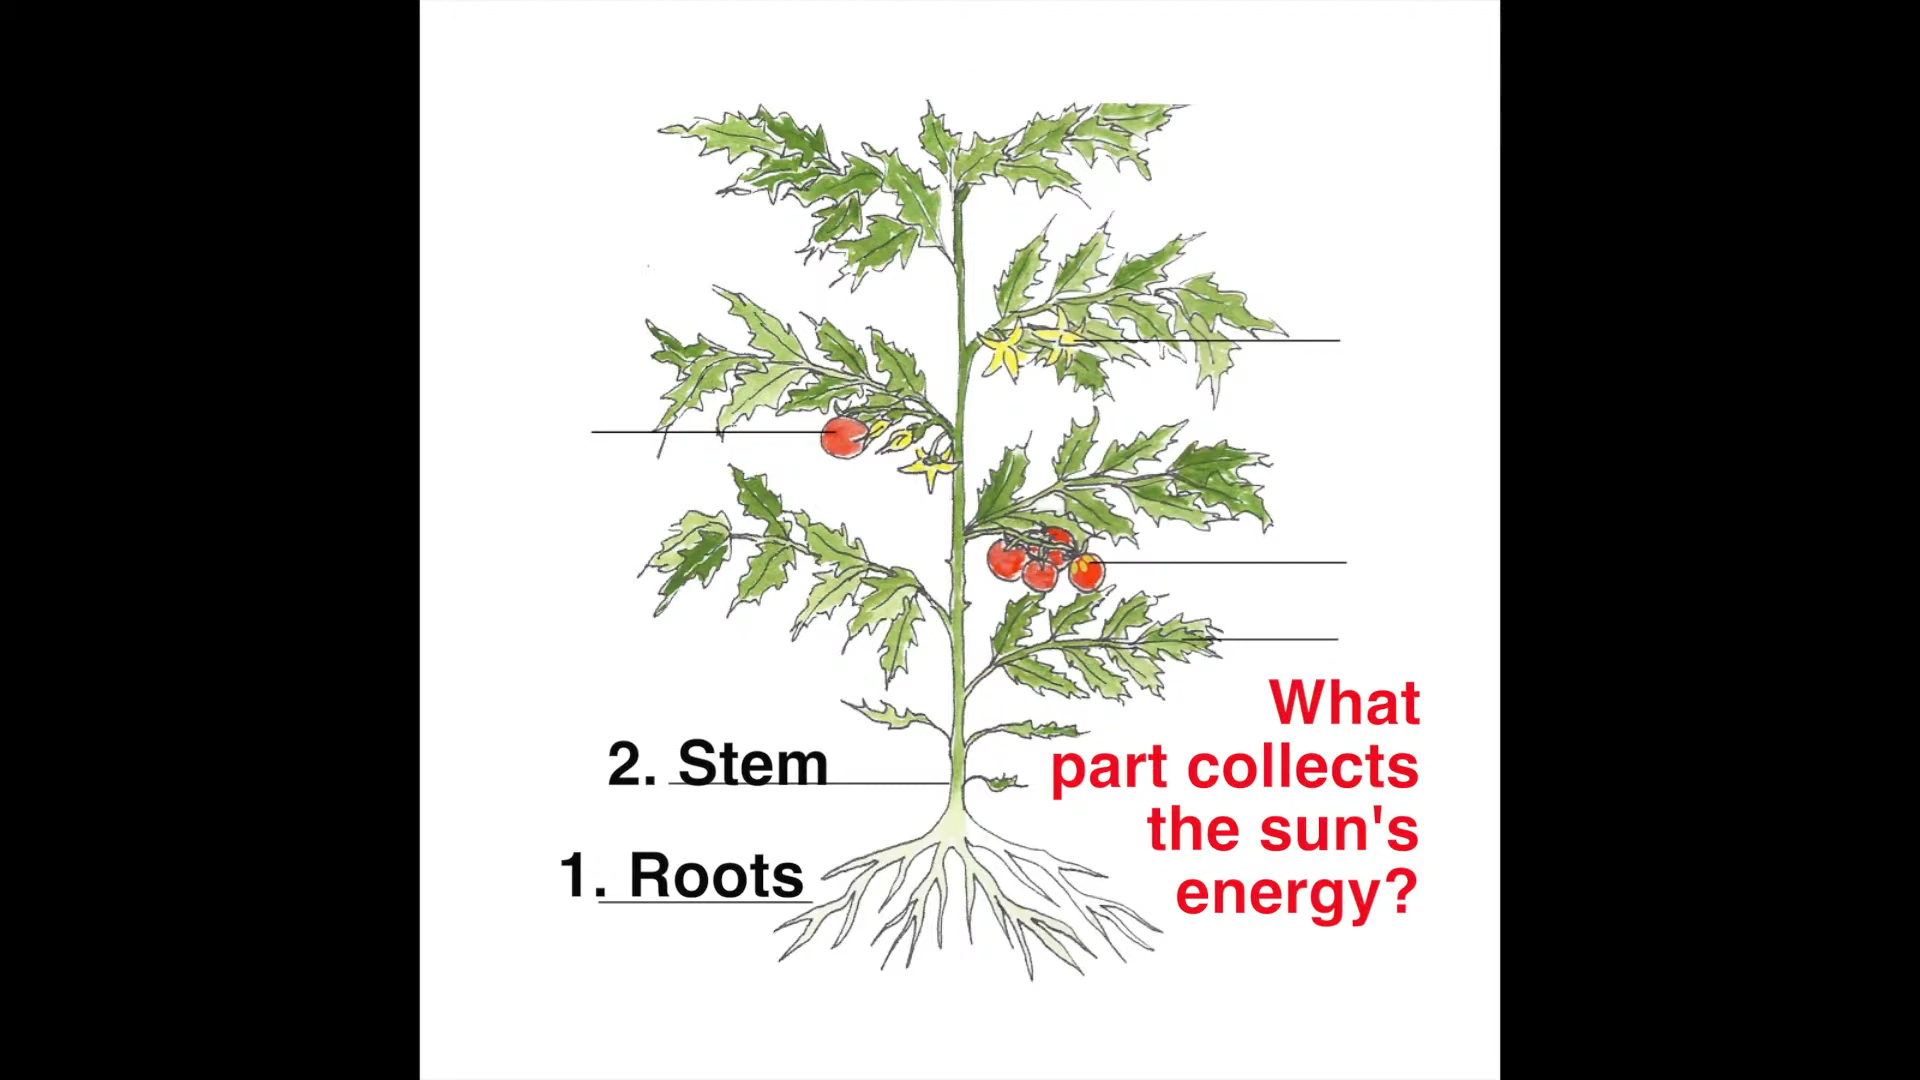 2. Stem
1. Roots
What
part collects
the sun's
energy?